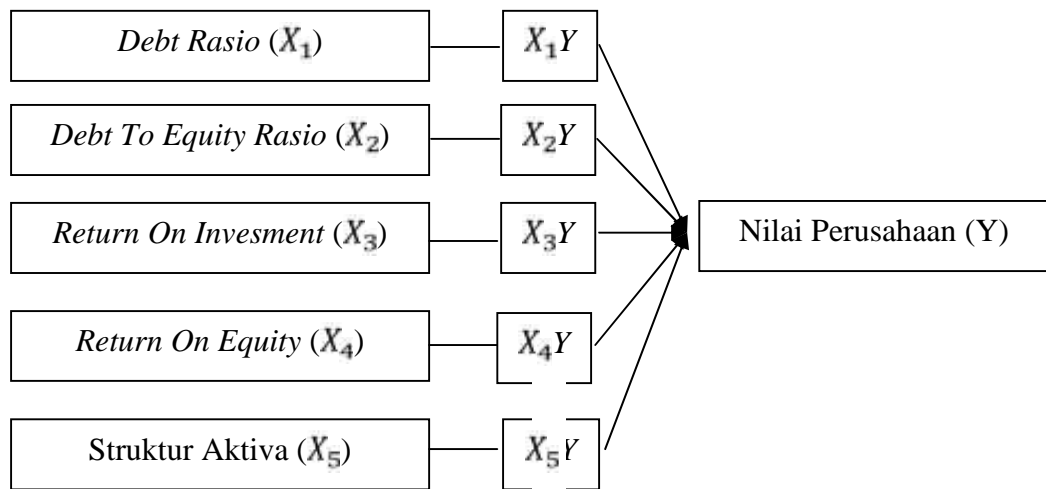 Debt Rasio (X₁)
X₁Y
Debt To Equity Rasio (X₂)
X₂Y
Return On Invesment (X₃)
X₃Y
Nilai Perusahaan (Y)
Return On Equity (X₄)
X₄Y
Struktur Aktiva (X₅)
X₅Y